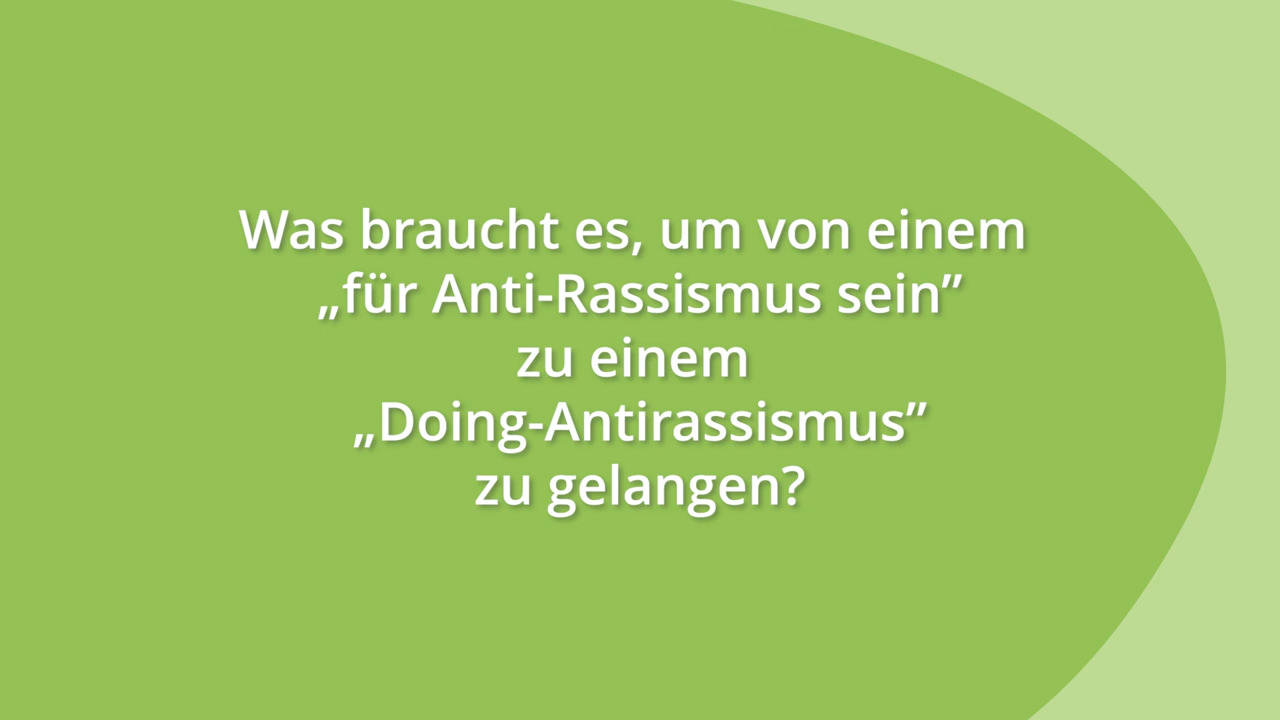 Was braucht es, um von einem
„für Anti-Rassismus sein”
zu einem
„Doing-Antirassismus”
zu gelangen?